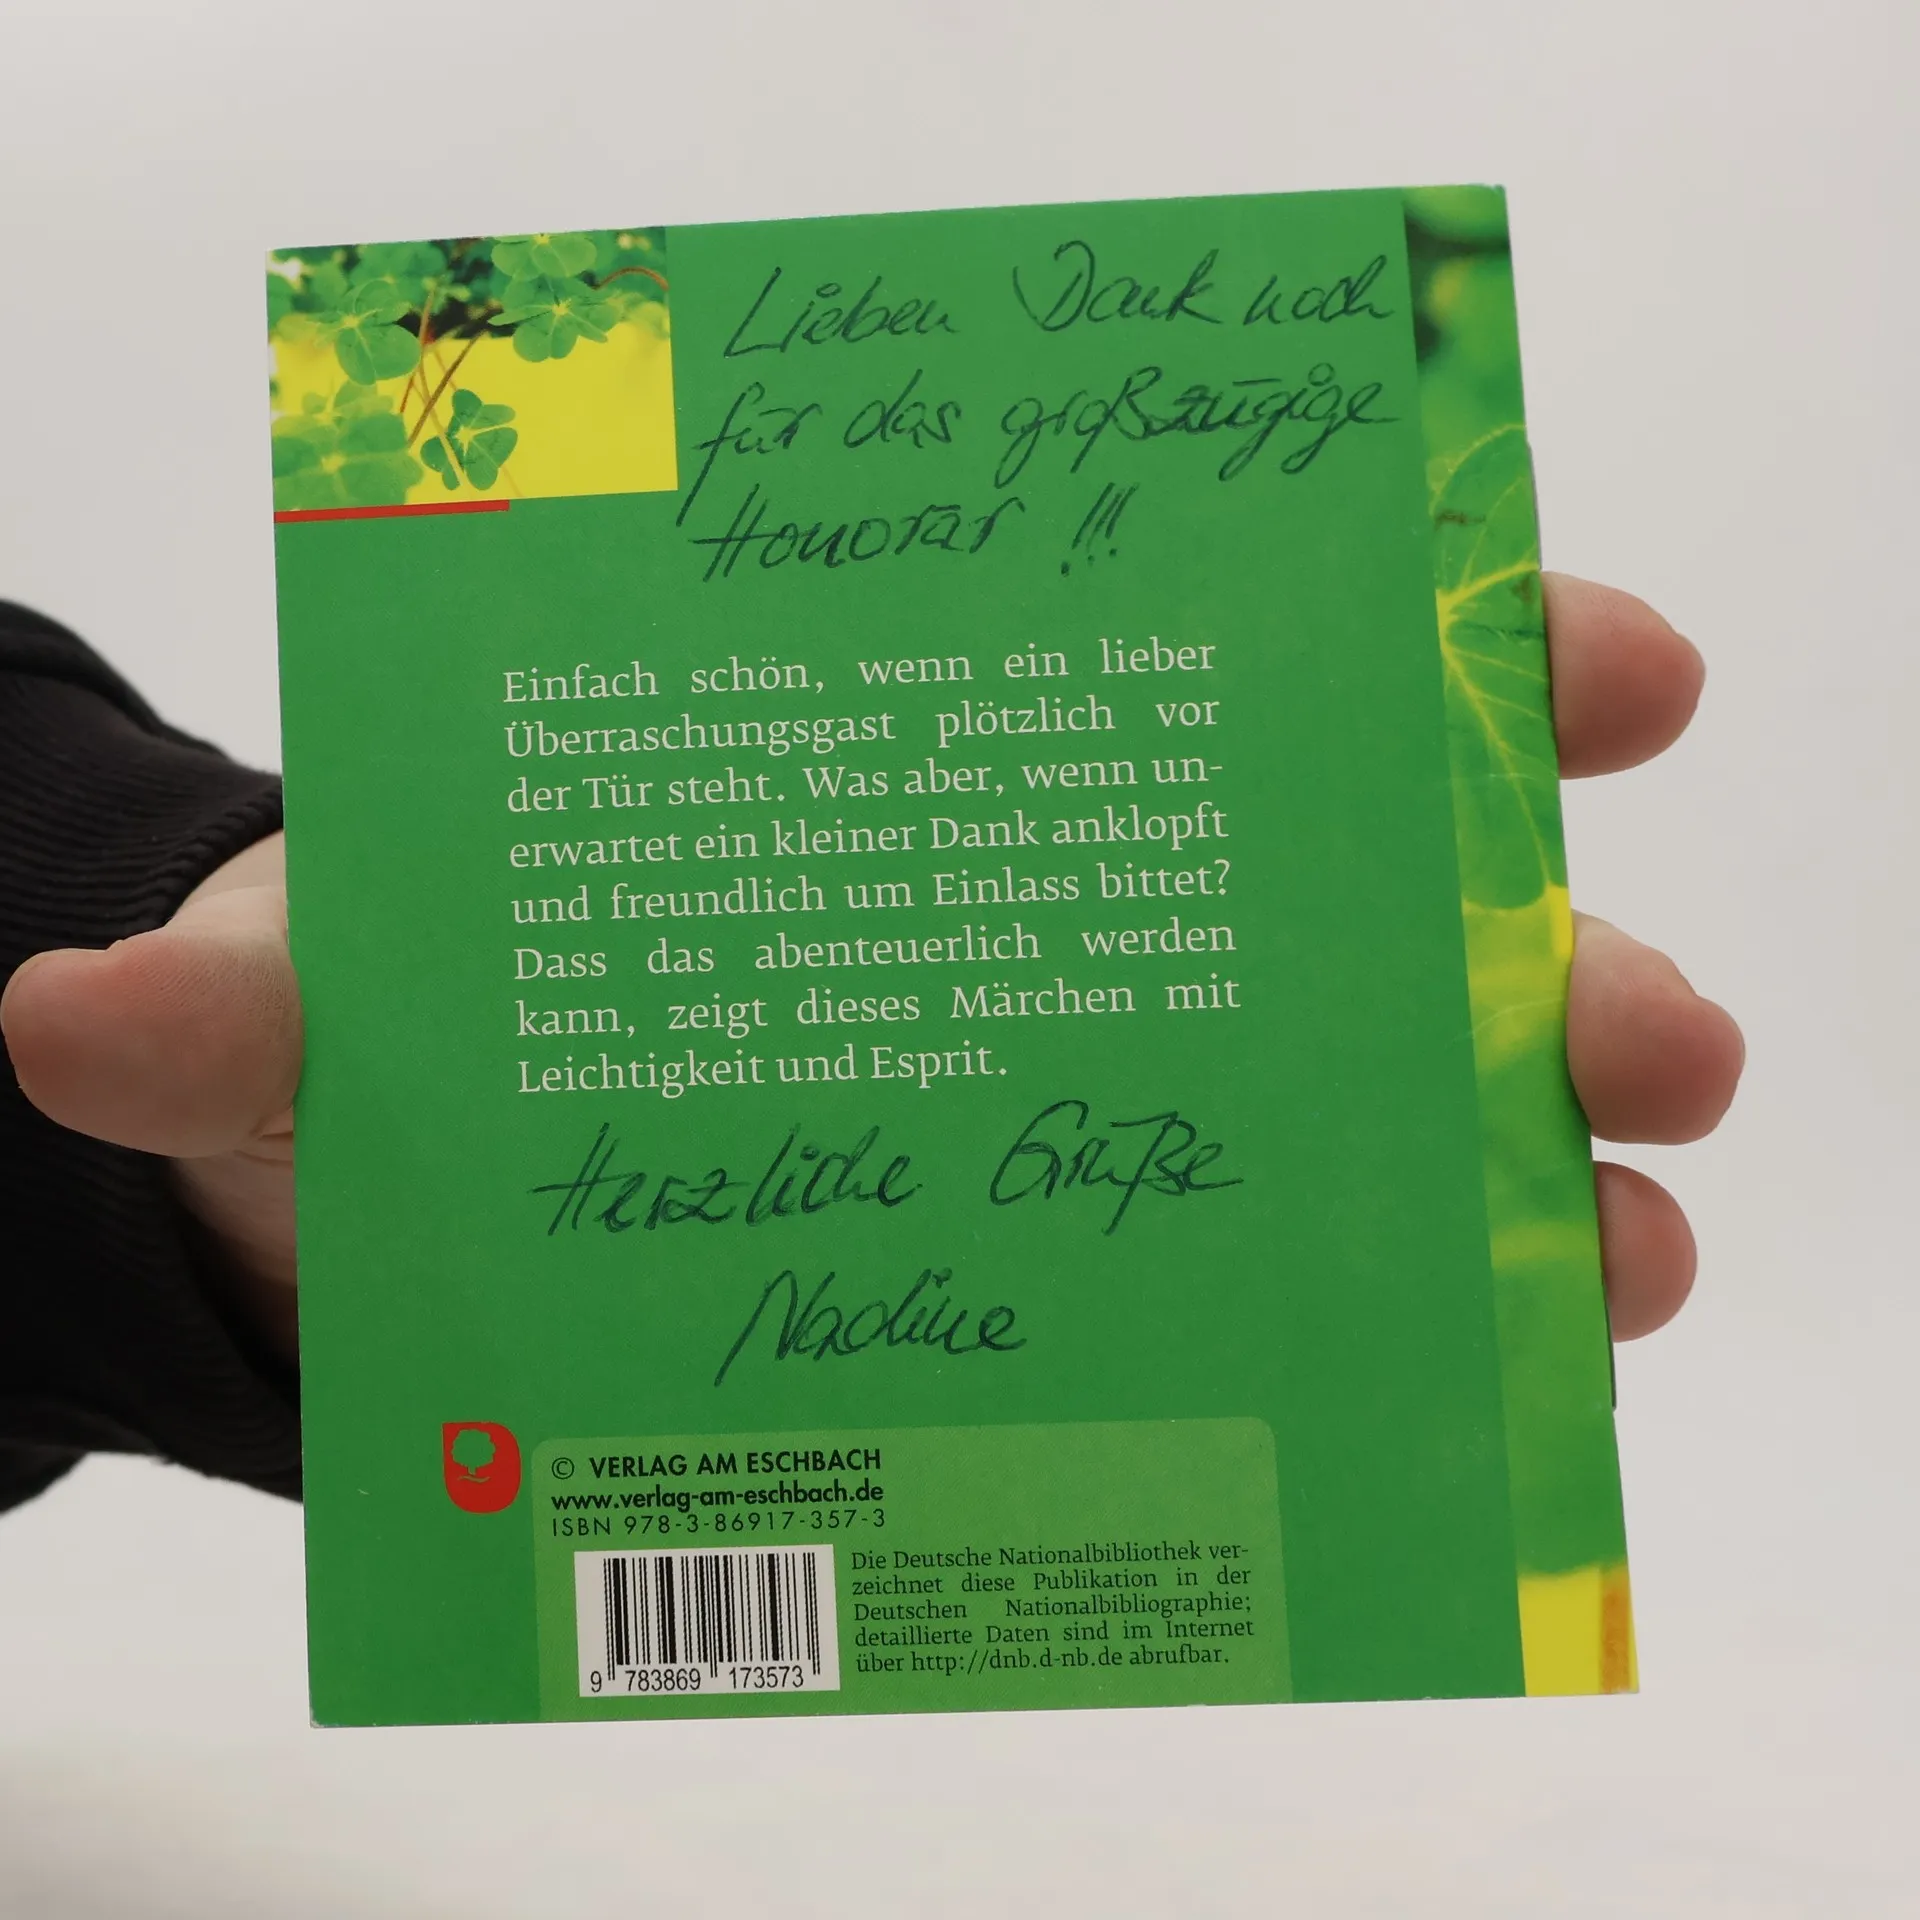 Lieben Dank noch
für das großzügige
Honorar !!!
Einfach schön, wenn ein lieber
Überraschungsgast plötzlich vor
der Tür steht. Was aber, wenn un-
erwartet ein kleiner Dank anklopft
und freundlich um Einlass bittet?
Dass das abenteuerlich werden
kann, zeigt dieses Märchen mit
Leichtigkeit und Esprit.
Herzliche Grüße
Nadine
© VERLAG AM ESCHBACH
www.verlag-am-eschbach.de
ISBN 978-3-86917-357-3
Die Deutsche Nationalbibliothek ver-
zeichnet diese Publikation in der
Deutschen Nationalbibliographie;
detaillierte Daten sind im Internet
über http://dnb.d-nb.de abrufbar.
9 783869 173573